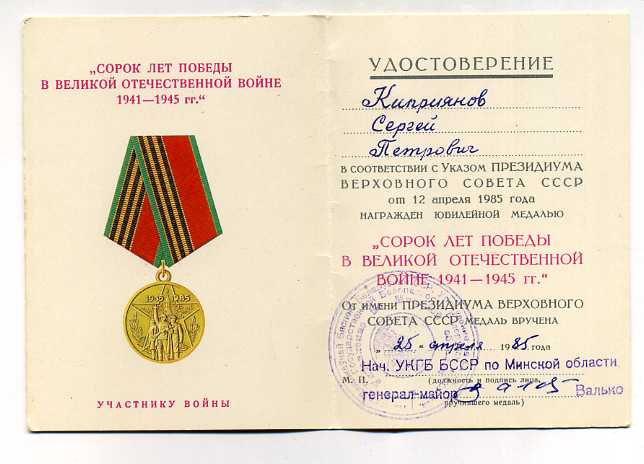 „СОРОК ЛЕТ ПОБЕДЫ
В ВЕЛИКОЙ ОТЕЧЕСТВЕННОЙ ВОЙНЕ
1941—1945 гг.“
1945 1985
УЧАСТНИКУ ВОЙНЫ
УДОСТОВЕРЕНИЕ
Киприянов
Сергей
Петрович
В СООТВЕТСТВИИ С УКАЗОМ ПРЕЗИДИУМА
ВЕРХОВНОГО СОВЕТА СССР
от 12 апреля 1985 года
НАГРАЖДЕН ЮБИЛЕЙНОЙ МЕДАЛЬЮ
„СОРОК ЛЕТ ПОБЕДЫ
В ВЕЛИКОЙ ОТЕЧЕСТВЕННОЙ
ВОЙНЕ 1941—1945 гг.“
От имени ПРЕЗИДИУМА ВЕРХОВНОГО
СОВЕТА СССР МЕДАЛЬ ВРУЧЕНА
„25“ апреля 1985 года
Нач. УКГБ БССР по Минской области
М. П. (должность и подпись лица,
генерал-майор Валько
вручившего медаль)